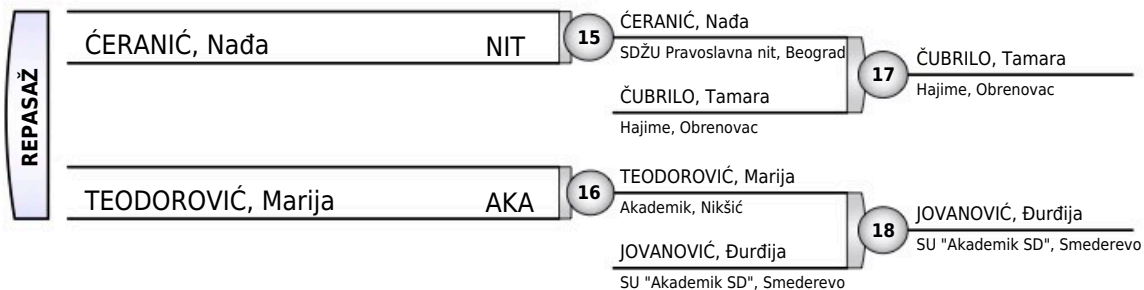 REPASAŽ
ĆERANIĆ, Nađa NIT
15
ĆERANIĆ, Nađa
SDŽU Pravoslavna nit, Beograd
ČUBRILO, Tamara
Hajime, Obrenovac
17
ČUBRILO, Tamara
Hajime, Obrenovac
TEODOROVIĆ, Marija AKA
16
TEODOROVIĆ, Marija
Akademik, Nikšić
JOVANOVIĆ, Đurđija
SU "Akademik SD", Smederevo
18
JOVANOVIĆ, Đurđija
SU "Akademik SD", Smederevo